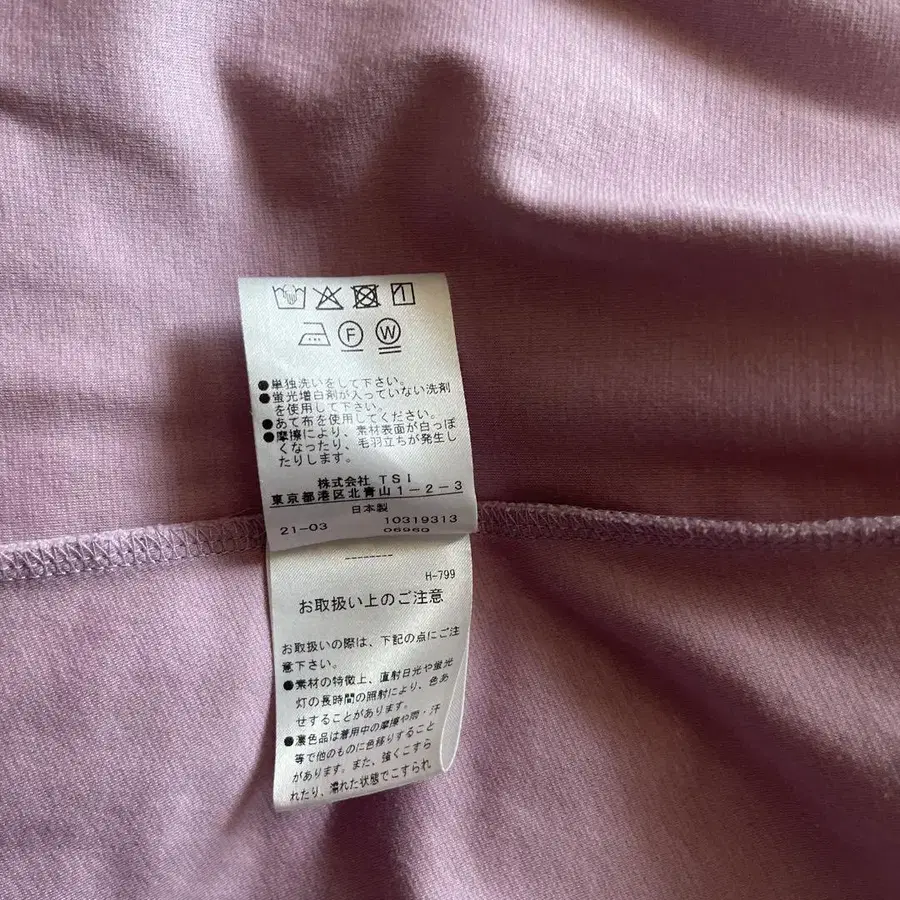 1
F W
●単独洗いをして下さい。
●蛍光増白剤が入っていない洗剤
を使用して下さい。
●あて布を使用してください。
●摩擦により、素材表面が白っぽ
くなったり、毛羽立ちが発生し
たりします。
株式会社 TSI
東京都港区北青山1-2-3
日本製
21-03 10319313
06960
--------
H-799
お取扱い上のご注意
お取扱いの際は、下記の点にご注
意下さい。
●素材の特徴上、直射日光や蛍光
灯の長時間の照射により、色あ
せすることがあります。
●濃色品は着用中の摩擦や雨・汗
等で他のものに色移りすること
があります。また、強くこすら
れたり、濡れた状態でこすられ